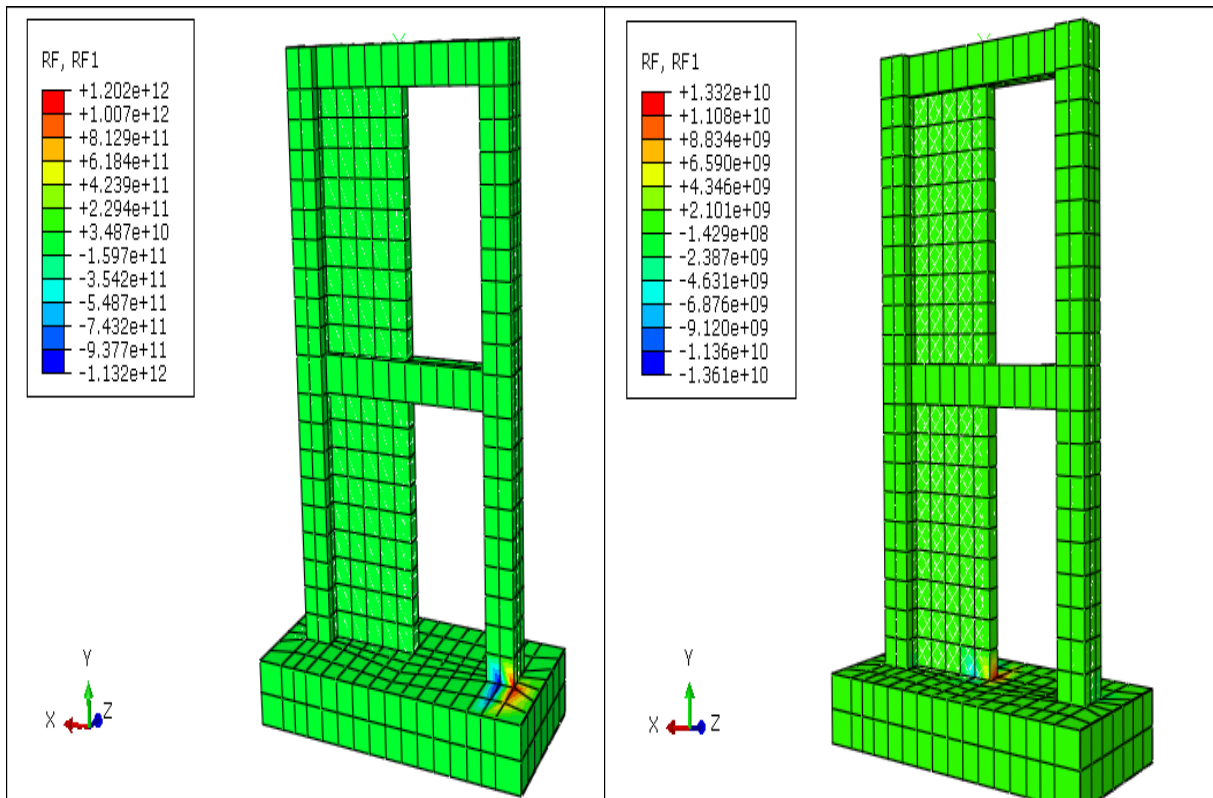 RF, RF1
+1.202e+12
+1.007e+12
+8.129e+11
+6.184e+11
+4.239e+11
+2.294e+11
+3.487e+10
-1.597e+11
-3.542e+11
-5.487e+11
-7.432e+11
-9.377e+11
-1.132e+12
Y
X
Z
RF, RF1
+1.332e+10
+1.108e+10
+8.834e+09
+6.590e+09
+4.346e+09
+2.101e+09
-1.429e+08
-2.387e+09
-4.631e+09
-6.876e+09
-9.120e+09
-1.136e+10
-1.361e+10
Y
X
Z